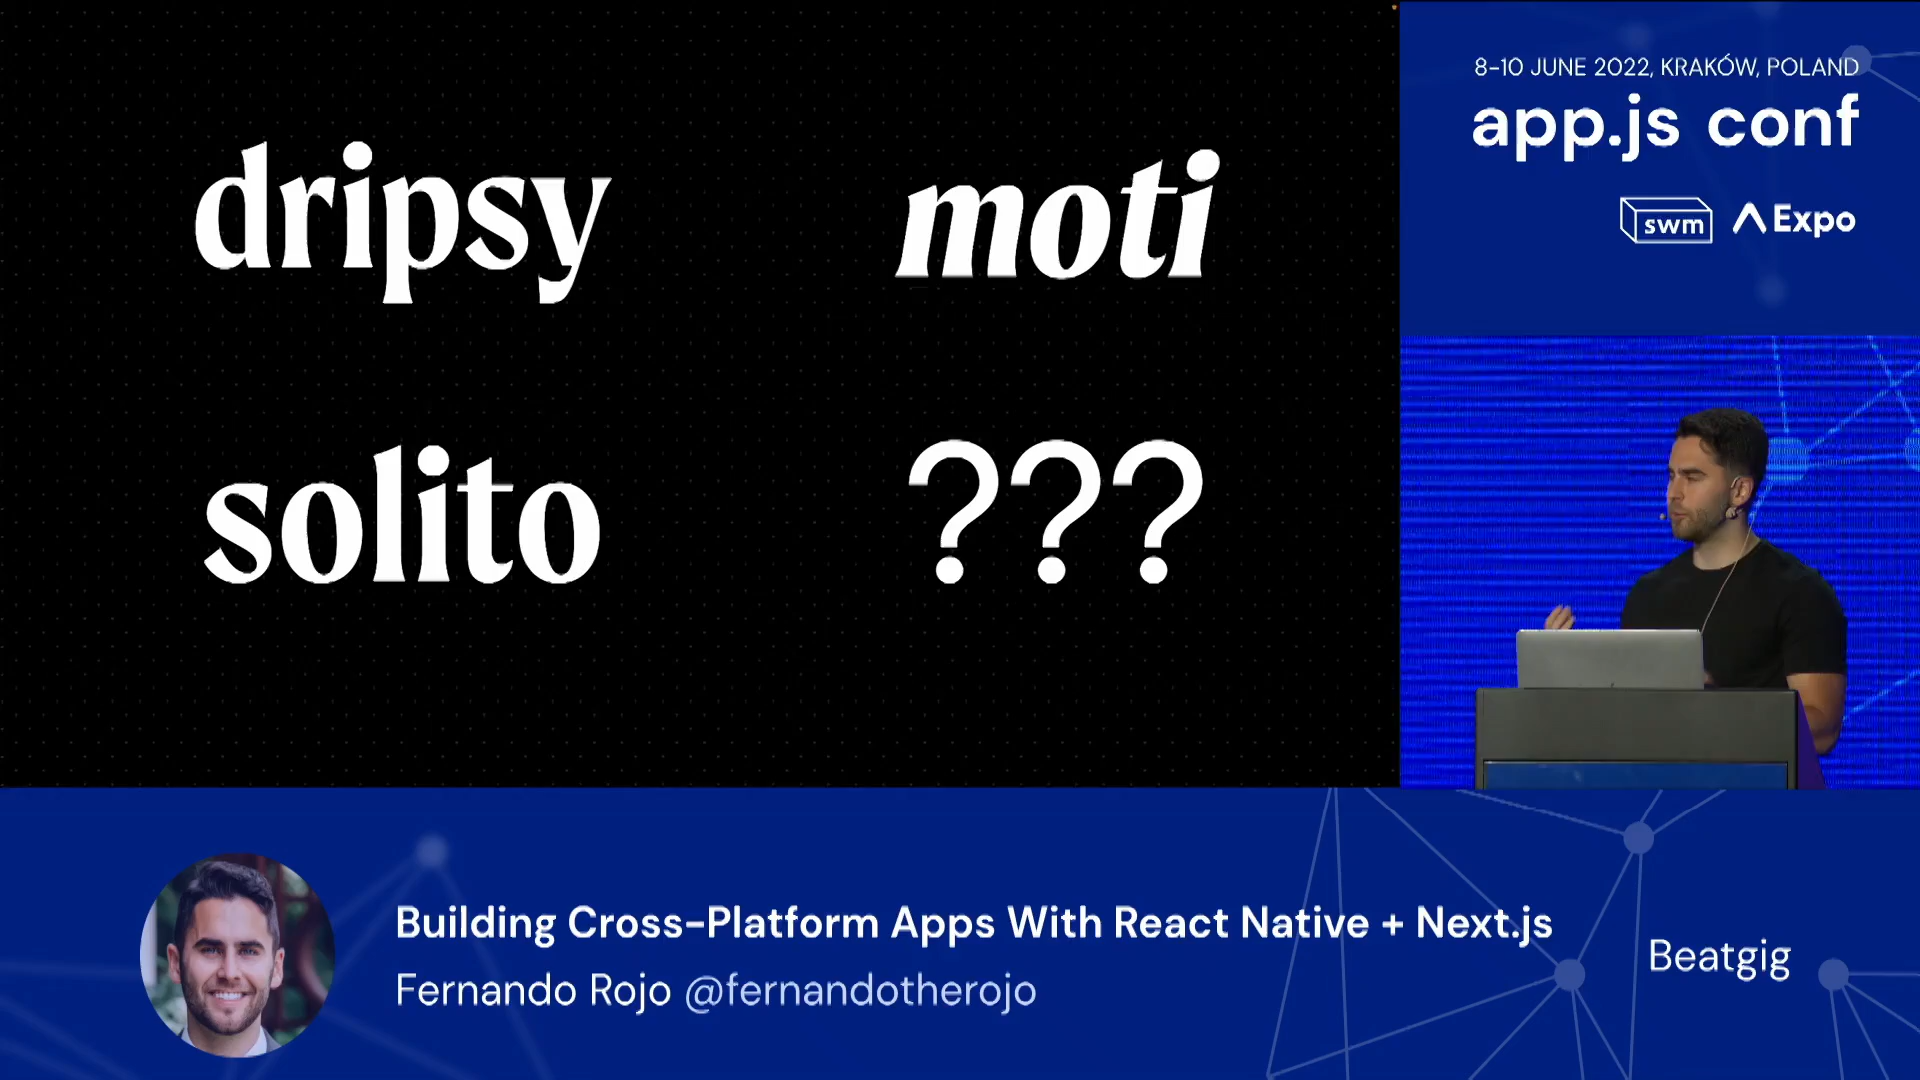 dripsy
moti
solito
???
8-10 JUNE 2022, KRAKÓW, POLAND
app.js conf
swm
Expo
Building Cross-Platform Apps With React Native + Next.js
Fernando Rojo @fernandotherojo
Beatgig